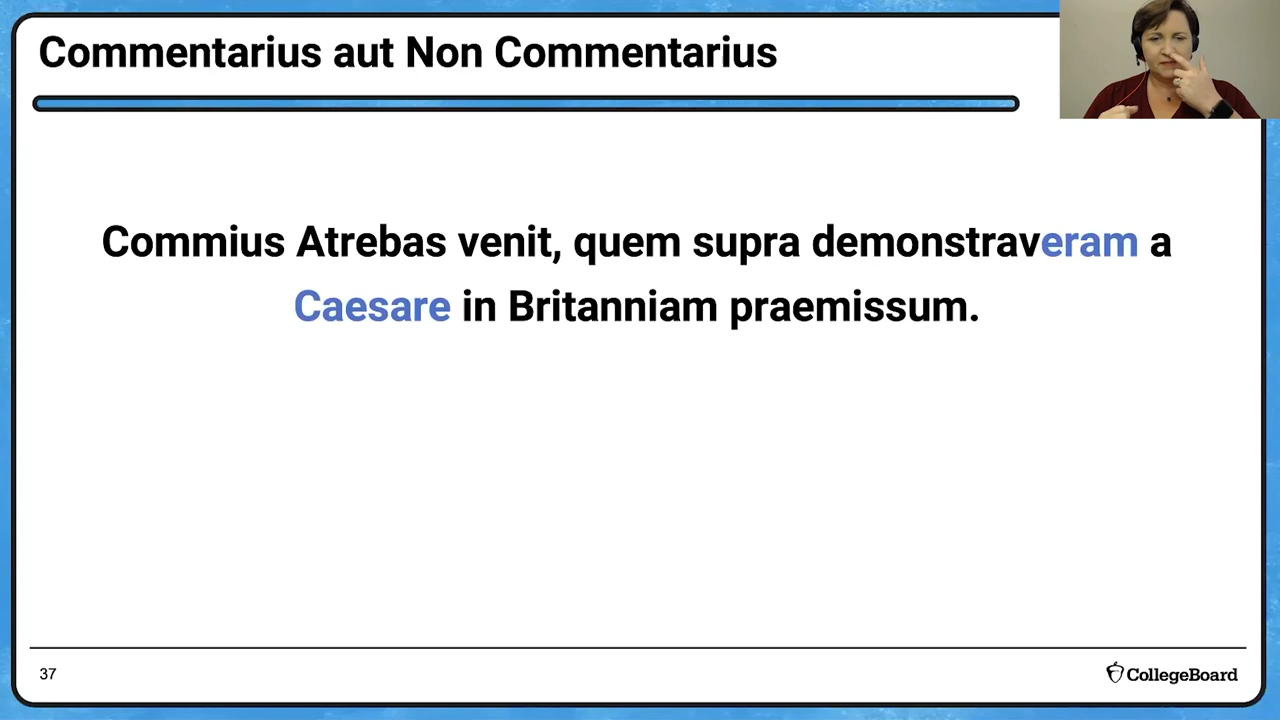 Commentarius aut Non Commentarius
Commius Atrebas venit, quem supra demonstraveram a
Caesare in Britanniam praemissum.
37
CollegeBoard